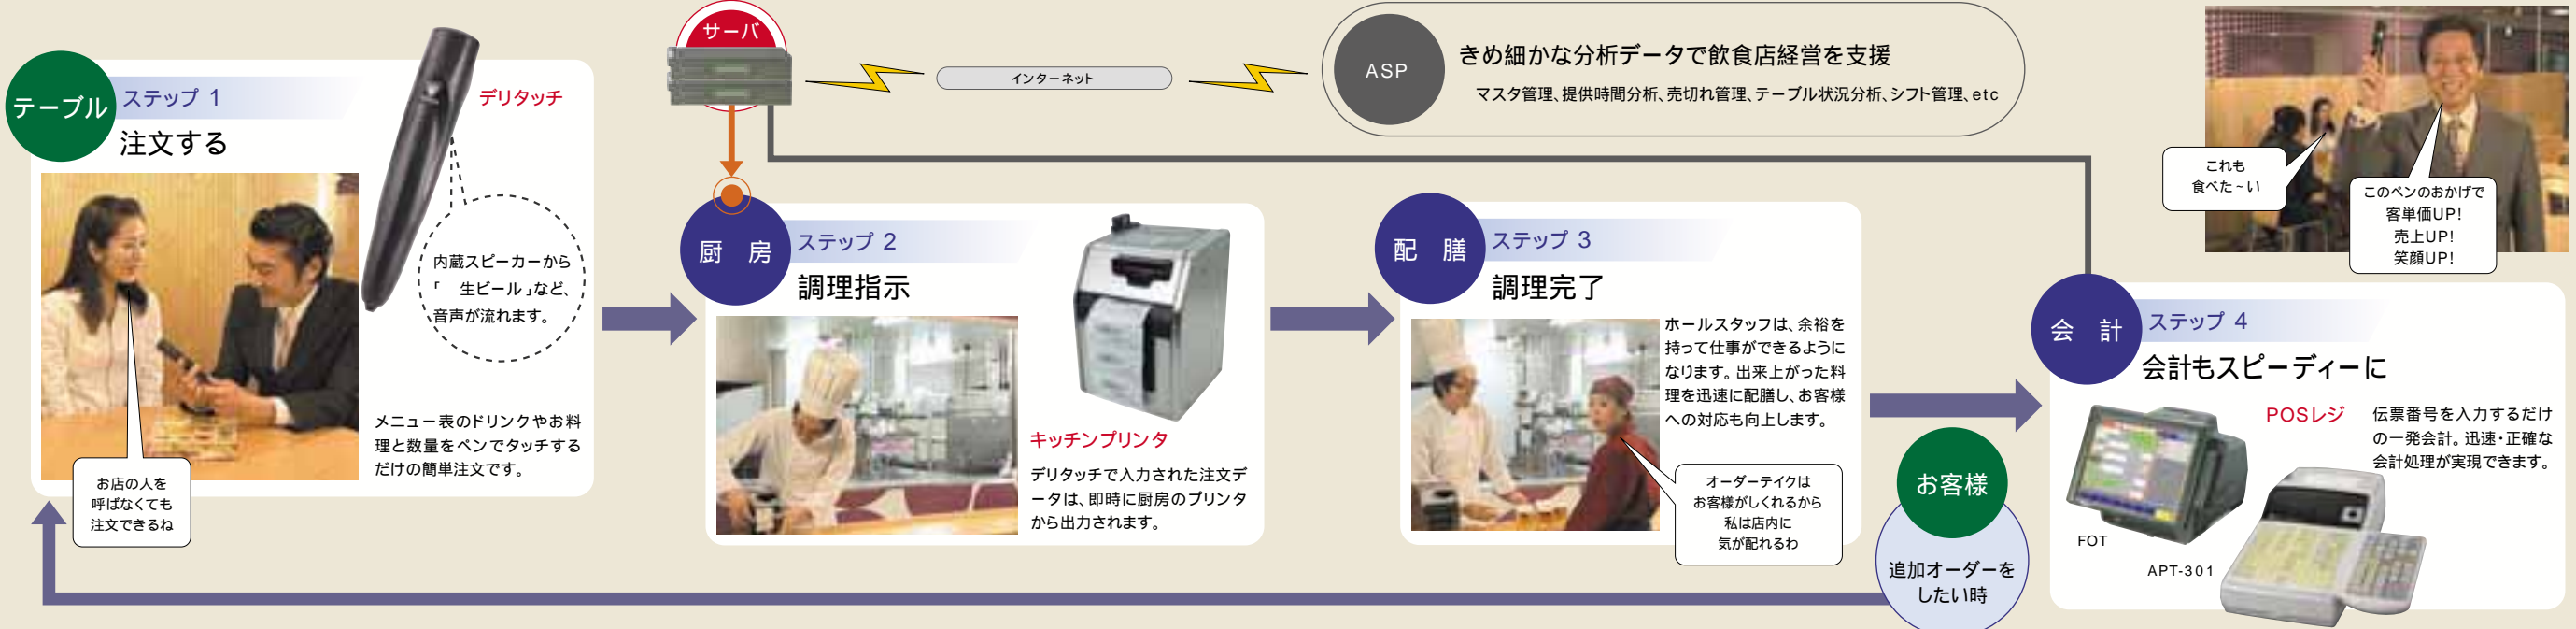 テーブル
ステップ 1
デリタッチ
注文する
内蔵スピーカーから
「 生ビール」など、
音声が流れます。
メニュー表のドリンクやお料
理と数量をペンでタッチする
だけの簡単注文です。
お店の人を
呼ばなくても
注文できるね
サーバ
インターネット
ASP
きめ細かな分析データで飲食店経営を支援
マスタ管理、提供時間分析、売切れ管理、テーブル状況分析、シフト管理、etc
厨 房
ステップ 2
調理指示
キッチンプリンタ
デリタッチで入力された注文デ
ータは、即時に厨房のプリンタ
から出力されます。
配 膳
ステップ 3
調理完了
ホールスタッフは、余裕を
持って仕事ができるように
なります。出来上がった料
理を迅速に配膳し、お客様
への対応も向上します。
オーダーテイクは
お客様がしくれるから
私は店内に
気が配れるわ
お客様
追加オーダーを
したい時
これも
食べた~い
このペンのおかげで
客単価UP!
売上UP!
笑顔UP!
会 計
ステップ 4
会計もスピーディーに
POSレジ
伝票番号を入力するだけ
の一発会計。迅速・正確な
会計処理が実現できます。
FOT
APT-301